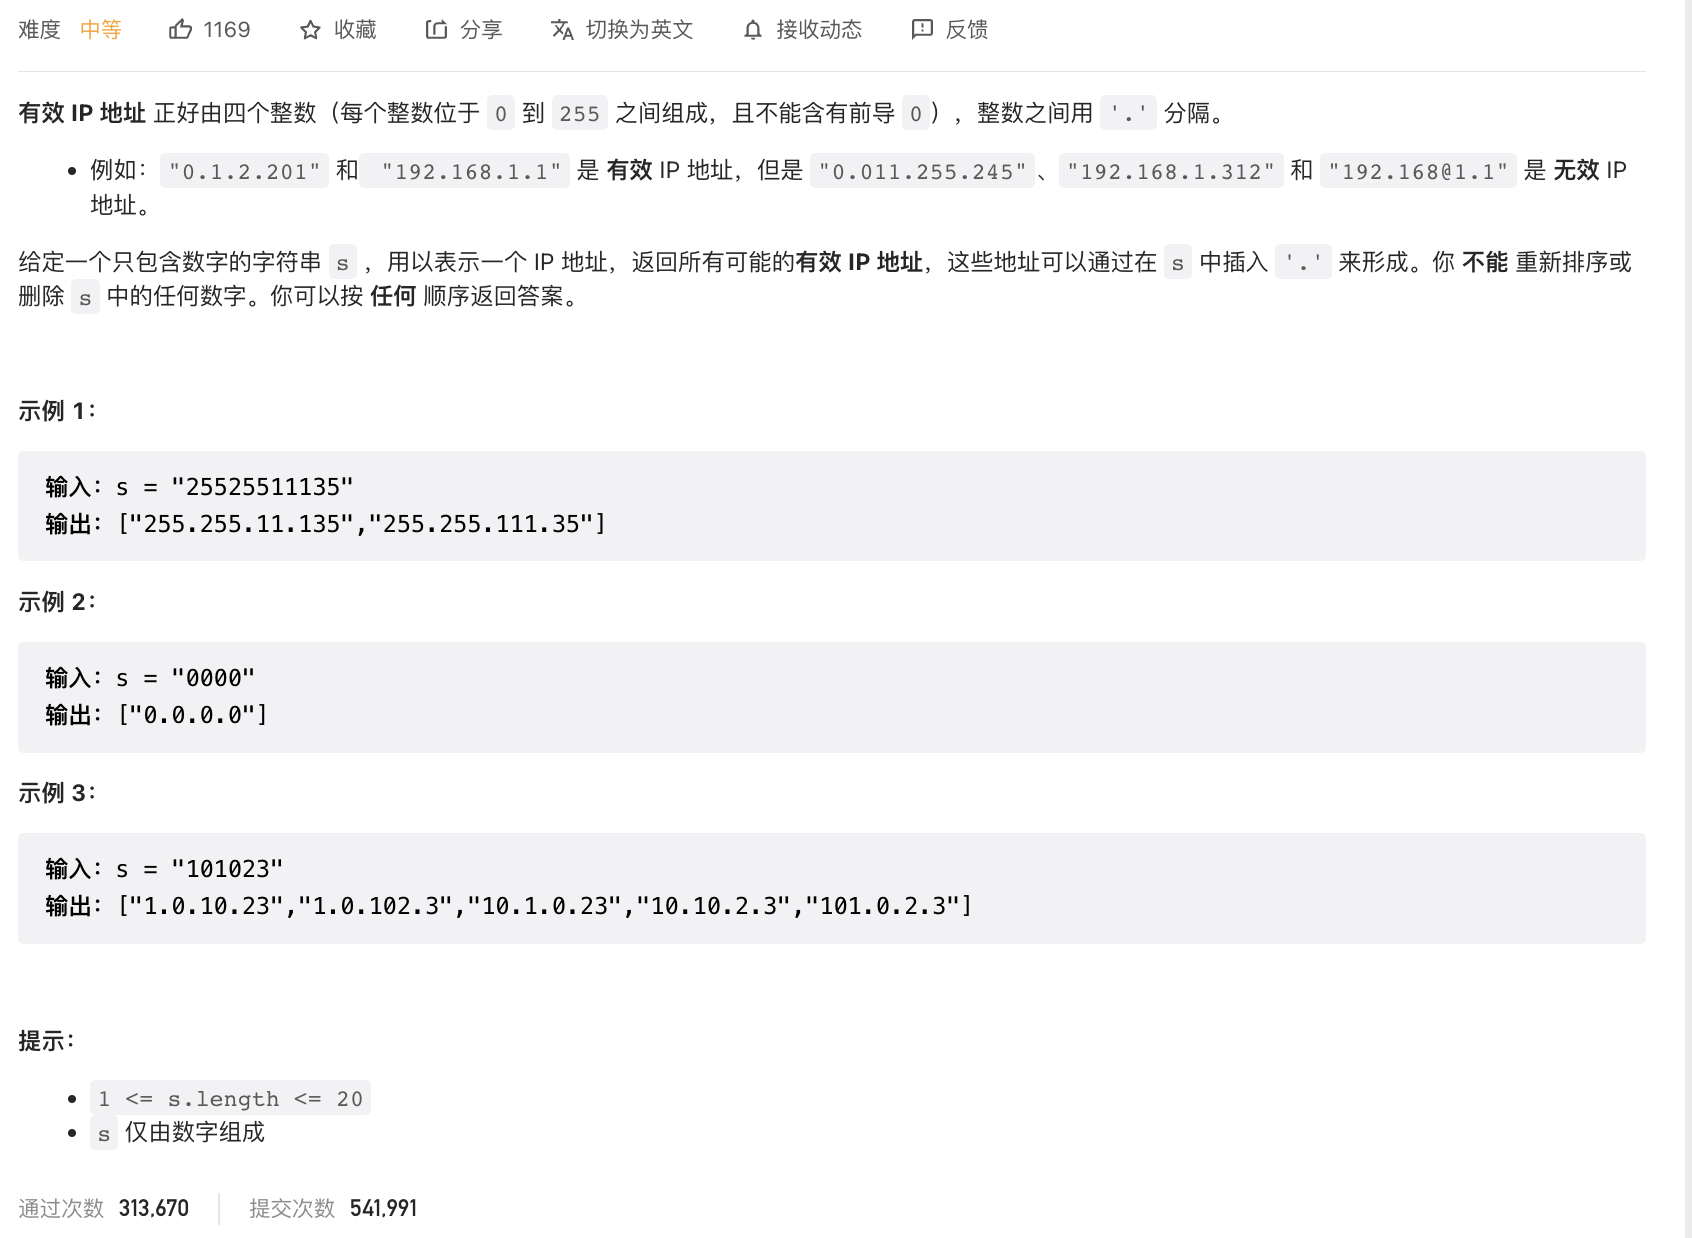 难度 中等 1169 收藏 分享 切换为英文 接收动态 反馈
有效 IP 地址 正好由四个整数（每个整数位于 0 到 255 之间组成，且不能含有前导 0），整数之间用 '.' 分隔。
例如："0.1.2.201" 和 "192.168.1.1" 是 有效 IP 地址，但是 "0.011.255.245"、"192.168.1.312" 和 "192.168@1.1" 是 无效 IP
地址。
给定一个只包含数字的字符串 s ，用以表示一个 IP 地址，返回所有可能的有效 IP 地址，这些地址可以通过在 s 中插入 '.' 来形成。你 不能 重新排序或
删除 s 中的任何数字。你可以按 任何 顺序返回答案。
示例 1：
输入：s = "25525511135"
输出：["255.255.11.135","255.255.111.35"]
示例 2：
输入：s = "0000"
输出：["0.0.0.0"]
示例 3：
输入：s = "101023"
输出：["1.0.10.23","1.0.102.3","10.1.0.23","10.10.2.3","101.0.2.3"]
提示：
1 <= s.length <= 20
s 仅由数字组成
通过次数 313,670 提交次数 541,991